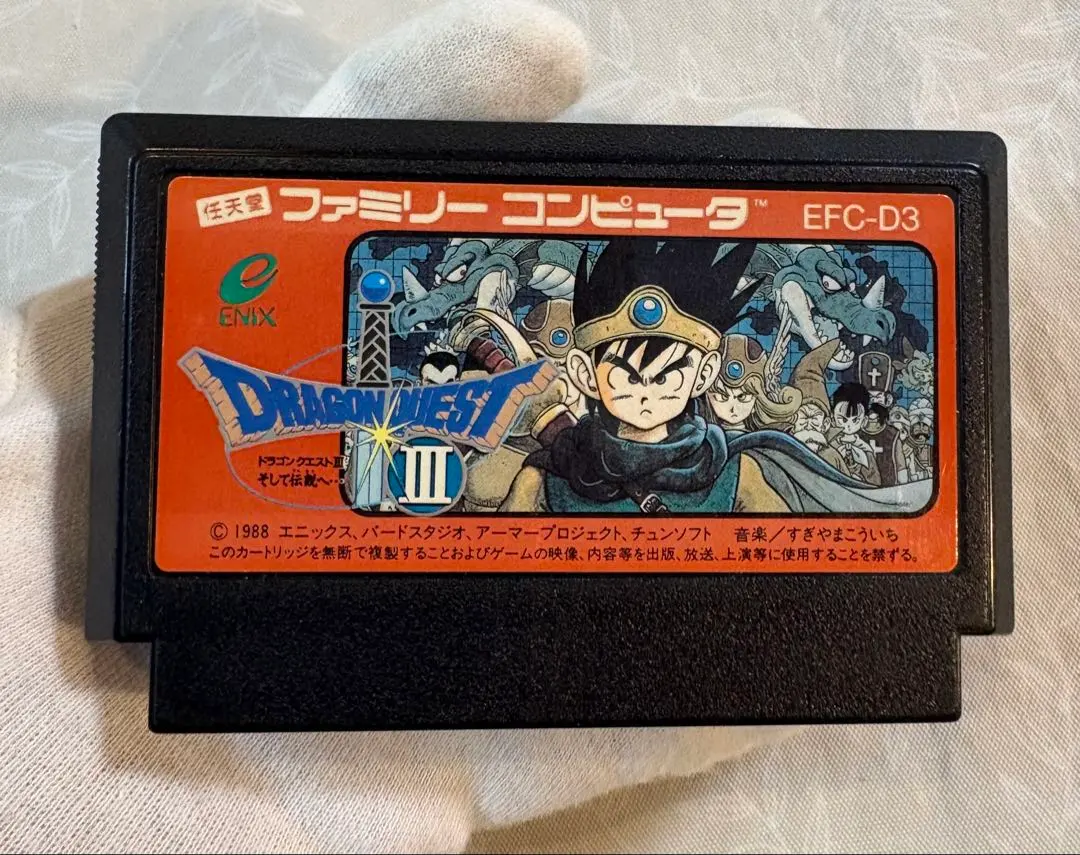 任天堂 ファミリー コンピュータ™ EFC-D3
ENIX
DRAGON QUEST
III
ドラゴンクエストIII
そして伝説へ…
© 1988 エニックス、バードスタジオ、アーマープロジェクト、チュンソフト 音楽/すぎやまこういち
このカートリッジを無断で複製することおよびゲームの映像、内容等を出版、放送、上演等に使用することを禁ずる。